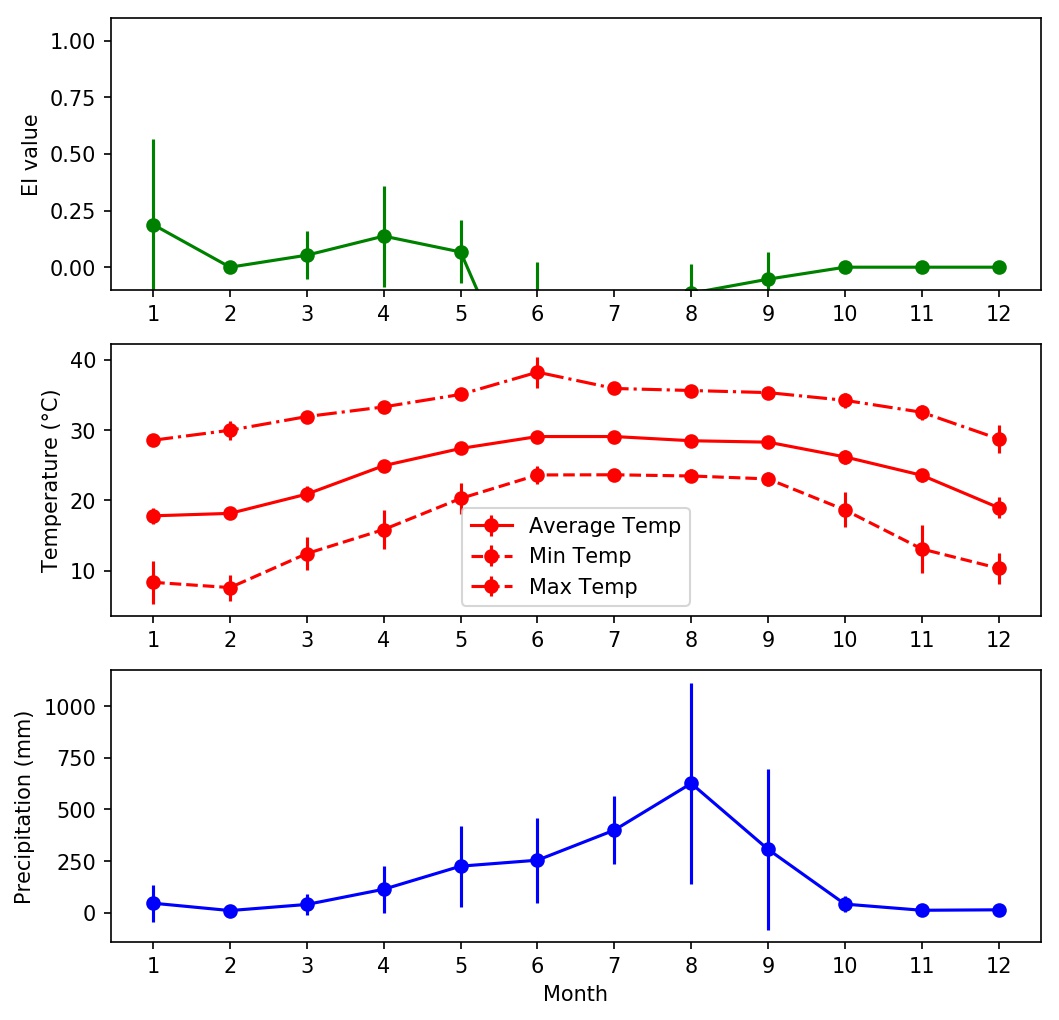 1.00
0.75
0.50
0.25
0.00
EI value
1 2 3 4 5 6 7 8 9 10 11 12
40
30
20
10
Temperature (°C)
Average Temp
Min Temp
Max Temp
1 2 3 4 5 6 7 8 9 10 11 12
1000
750
500
250
0
Precipitation (mm)
1 2 3 4 5 6 7 8 9 10 11 12
Month